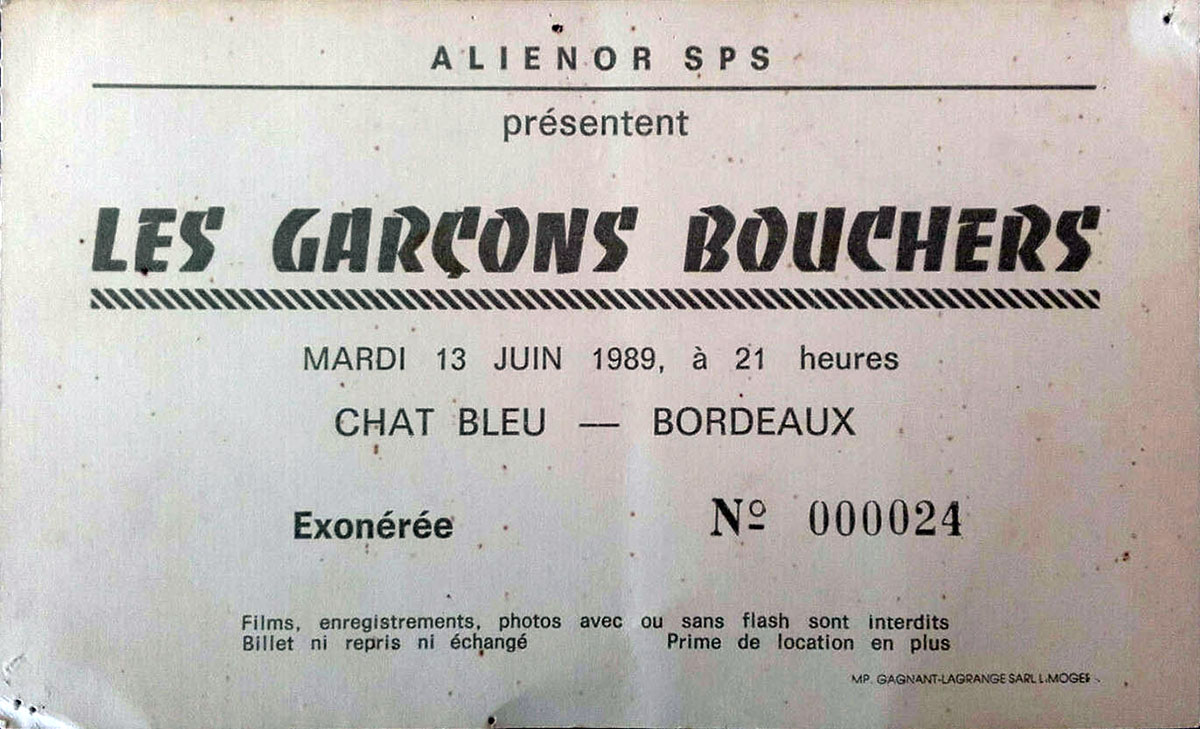 ALIENOR SPS
présentent
LES GARÇONS BOUCHERS
MARDI 13 JUIN 1989, à 21 heures
CHAT BLEU — BORDEAUX
Exonérée Nº 000024
Films, enregistrements, photos avec ou sans flash sont interdits
Billet ni repris ni échangé Prime de location en plus
MP. GAGNANT-LAGRANGE SARL LIMOGES